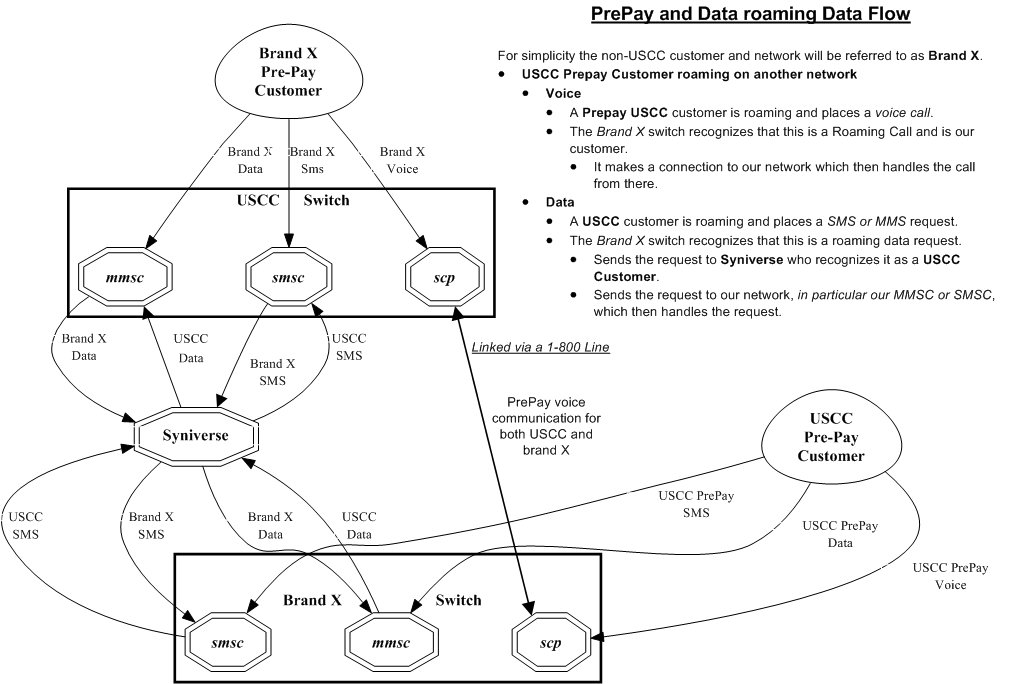 PrePay and Data roaming Data Flow
For simplicity the non-USCC customer and network will be referred to as Brand X.
● USCC Prepay Customer roaming on another network
● Voice
● A Prepay USCC customer is roaming and places a voice call.
● The Brand X switch recognizes that this is a Roaming Call and is our
customer.
● It makes a connection to our network which then handles the call
from there.
● Data
● A USCC customer is roaming and places a SMS or MMS request.
● The Brand X switch recognizes that this is a roaming data request.
● Sends the request to Syniverse who recognizes it as a USCC
Customer.
● Sends the request to our network, in particular our MMSC or SMSC,
which then handles the request.
Brand X
Pre-Pay
Customer
Brand X
Data
Brand X
Sms
Brand X
Voice
USCC Switch
mmsc
smsc
scp
Brand X
Data
USCC
Data
Brand X
SMS
USCC
SMS
Linked via a 1-800 Line
PrePay voice
communication for
both USCC and
brand X
Syniverse
USCC
Pre-Pay
Customer
USCC
SMS
Brand X
SMS
Brand X
Data
USCC
Data
USCC PrePay
SMS
USCC PrePay
Data
USCC PrePay
Voice
Brand X Switch
smsc
mmsc
scp